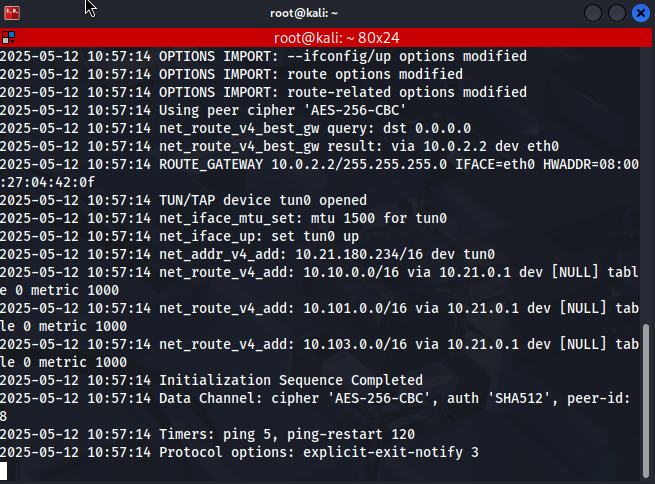 root@kali: ~
root@kali: ~ 80x24
2025-05-12 10:57:14 OPTIONS IMPORT: --ifconfig/up options modified
2025-05-12 10:57:14 OPTIONS IMPORT: route options modified
2025-05-12 10:57:14 OPTIONS IMPORT: route-related options modified
2025-05-12 10:57:14 Using peer cipher 'AES-256-CBC'
2025-05-12 10:57:14 net_route_v4_best_gw query: dst 0.0.0.0
2025-05-12 10:57:14 net_route_v4_best_gw result: via 10.0.2.2 dev eth0
2025-05-12 10:57:14 ROUTE_GATEWAY 10.0.2.2/255.255.255.0 IFACE=eth0 HWADDR=08:00
:27:04:42:0f
2025-05-12 10:57:14 TUN/TAP device tun0 opened
2025-05-12 10:57:14 net_iface_mtu_set: mtu 1500 for tun0
2025-05-12 10:57:14 net_iface_up: set tun0 up
2025-05-12 10:57:14 net_addr_v4_add: 10.21.180.234/16 dev tun0
2025-05-12 10:57:14 net_route_v4_add: 10.10.0.0/16 via 10.21.0.1 dev [NULL] tabl
e 0 metric 1000
2025-05-12 10:57:14 net_route_v4_add: 10.101.0.0/16 via 10.21.0.1 dev [NULL] tab
le 0 metric 1000
2025-05-12 10:57:14 net_route_v4_add: 10.103.0.0/16 via 10.21.0.1 dev [NULL] tab
le 0 metric 1000
2025-05-12 10:57:14 Initialization Sequence Completed
2025-05-12 10:57:14 Data Channel: cipher 'AES-256-CBC', auth 'SHA512', peer-id:
8
2025-05-12 10:57:14 Timers: ping 5, ping-restart 120
2025-05-12 10:57:14 Protocol options: explicit-exit-notify 3